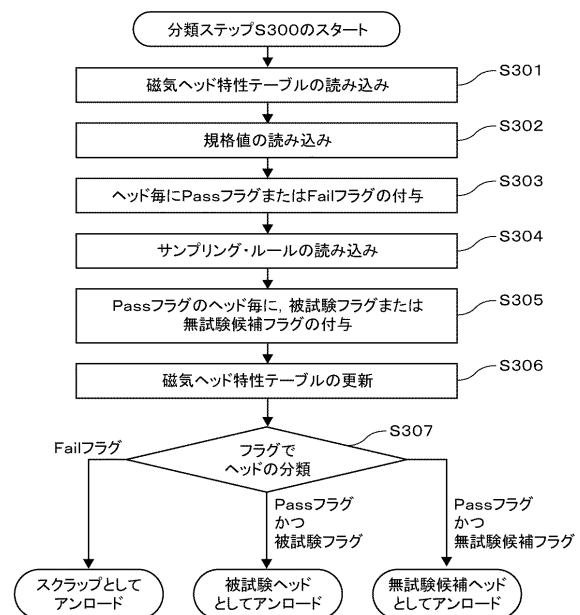 分類ステップS300のスタート
磁気ヘッド特性テーブルの読み込み
S301
規格値の読み込み
S302
ヘッド毎にPassフラグまたはFailフラグの付与
S303
サンプリング・ルールの読み込み
S304
Passフラグのヘッド毎に,被試験フラグまたは
無試験候補フラグの付与
S305
磁気ヘッド特性テーブルの更新
S306
フラグで
ヘッドの分類
S307
Failフラグ
Passフラグ
かつ
被試験フラグ
Passフラグ
かつ
無試験候補フラグ
スクラップとして
アンロード
被試験ヘッド
としてアンロード
無試験候補ヘッド
としてアンロード